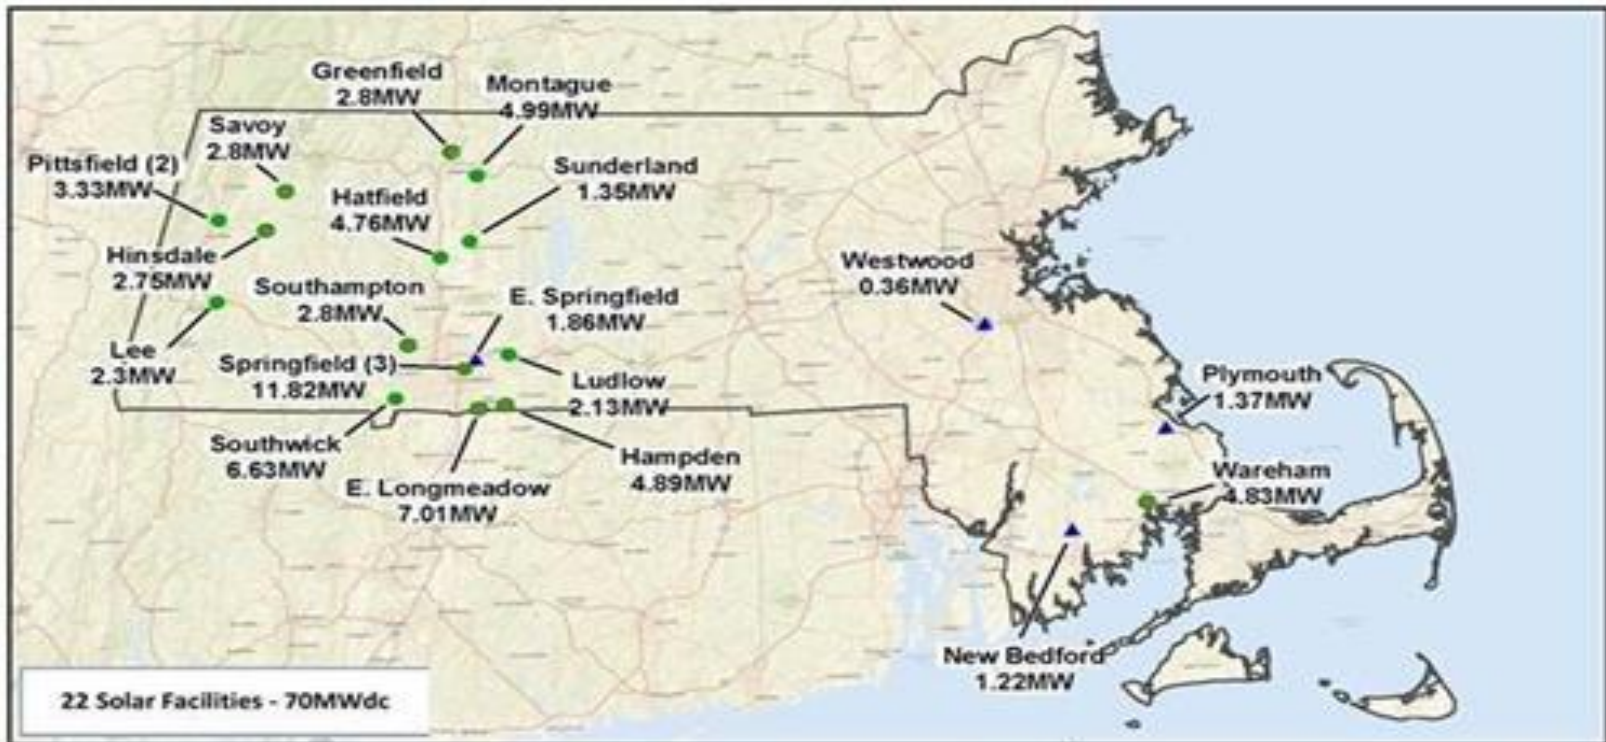 Greenfield
2.8MW
Montague
4.99MW
Savoy
2.8MW
Pittsfield (2)
3.33MW
Sunderland
1.35MW
Hatfield
4.76MW
Hinsdale
2.75MW
Westwood
0.36MW
Southampton
2.8MW
E. Springfield
1.86MW
Lee
2.3MW
Springfield (3)
11.82MW
Ludlow
2.13MW
Plymouth
1.37MW
Southwick
6.63MW
Hampden
4.89MW
Wareham
4.83MW
E. Longmeadow
7.01MW
New Bedford
1.22MW
22 Solar Facilities - 70MWdc